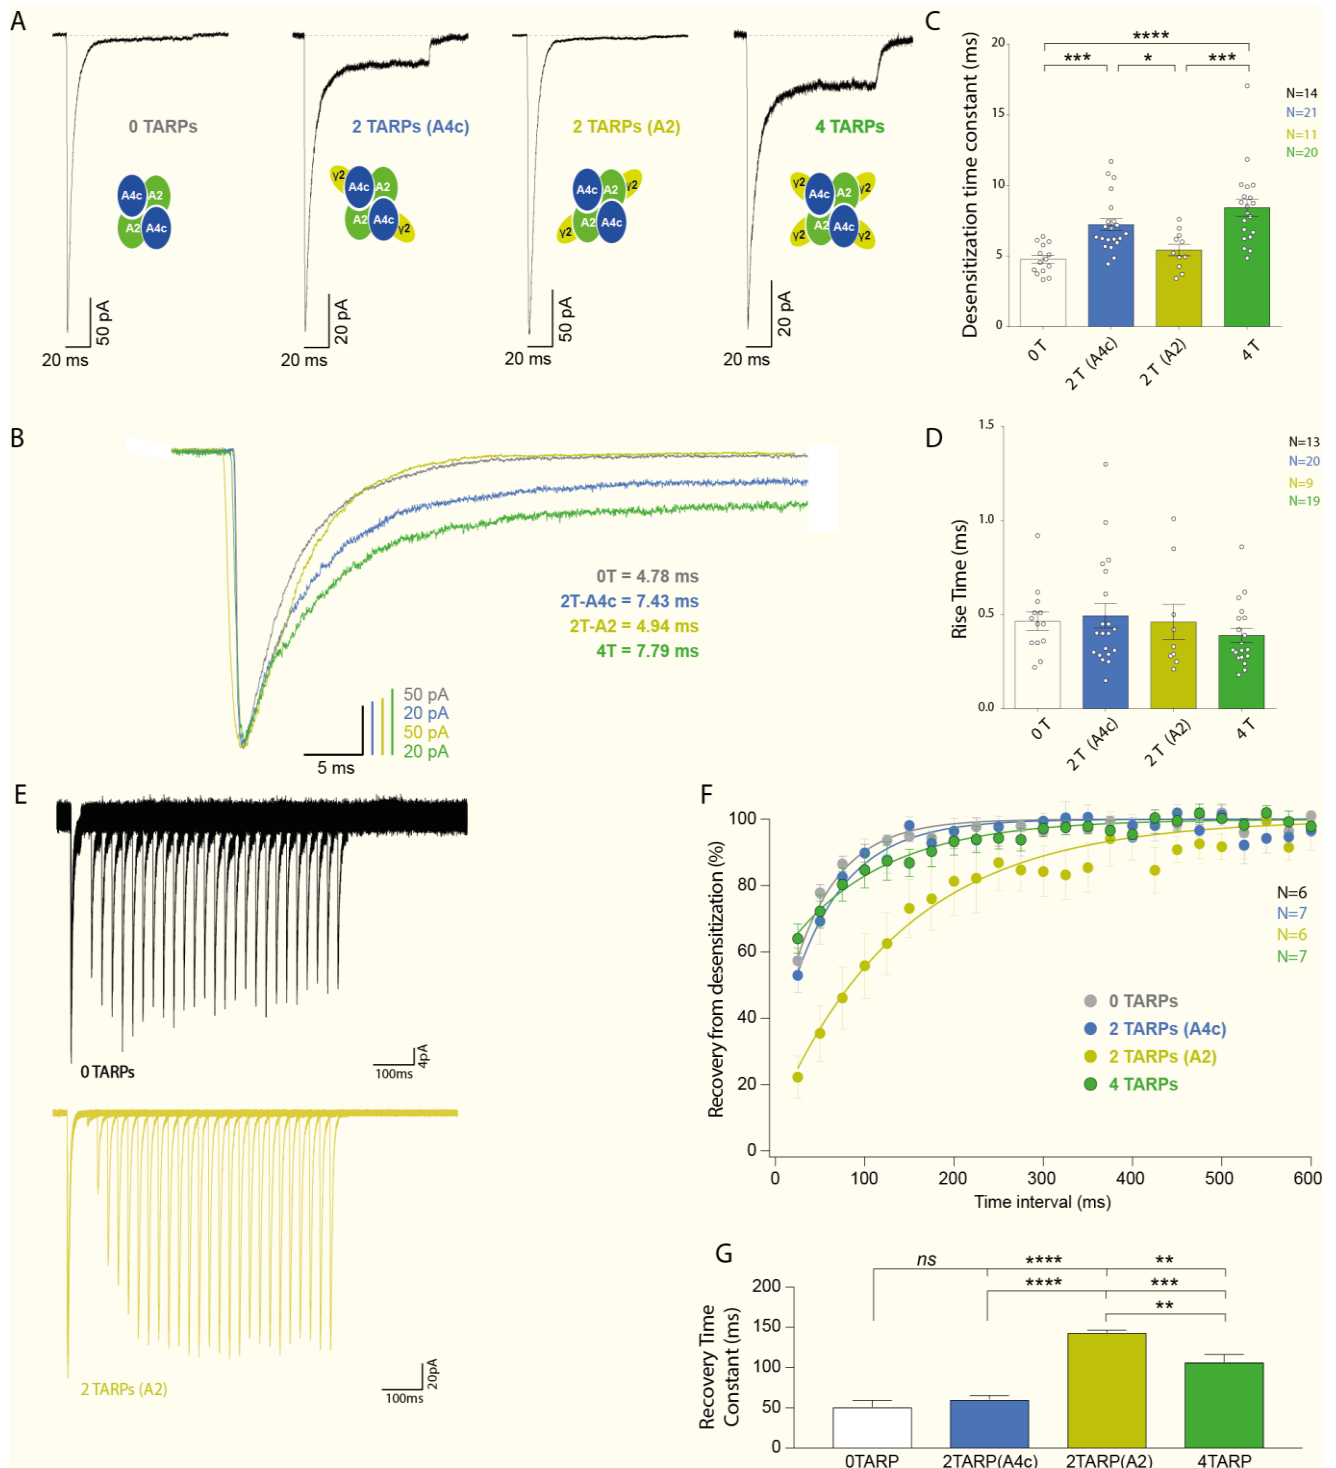 A
0 TARPs
A4c
A2
A2
A4c
50 pA
20 ms
2 TARPs (A4c)
γ2
A4c
A2
A2
A4c
γ2
20 pA
20 ms
2 TARPs (A2)
A4c
A2
γ2
A2
A4c
γ2
50 pA
20 ms
4 TARPs
γ2
γ2
A4c
A2
A2
A4c
γ2
γ2
20 pA
20 ms
C
Desensitization time constant (ms)
20
15
10
5
0
****
***
*
***
N=14
N=21
N=11
N=20
0 T
2 T (A4c)
2 T (A2)
4 T
B
0T = 4.78 ms
2T-A4c = 7.43 ms
2T-A2 = 4.94 ms
4T = 7.79 ms
50 pA
20 pA
50 pA
20 pA
5 ms
D
Rise Time (ms)
1.5
1.0
0.5
0.0
N=13
N=20
N=9
N=19
0 T
2 T (A4c)
2 T (A2)
4 T
E
0 TARPs
4pA
100ms
2 TARPs (A2)
20pA
100ms
F
Recovery from desensitization (%)
100
80
60
40
20
0
N=6
N=7
N=6
N=7
0 TARPs
2 TARPs (A4c)
2 TARPs (A2)
4 TARPs
0
100
200
300
400
500
600
Time interval (ms)
G
Recovery Time
Constant (ms)
200
150
100
50
0
ns
****
**
****
***
**
0TARP
2TARP(A4c)
2TARP(A2)
4TARP